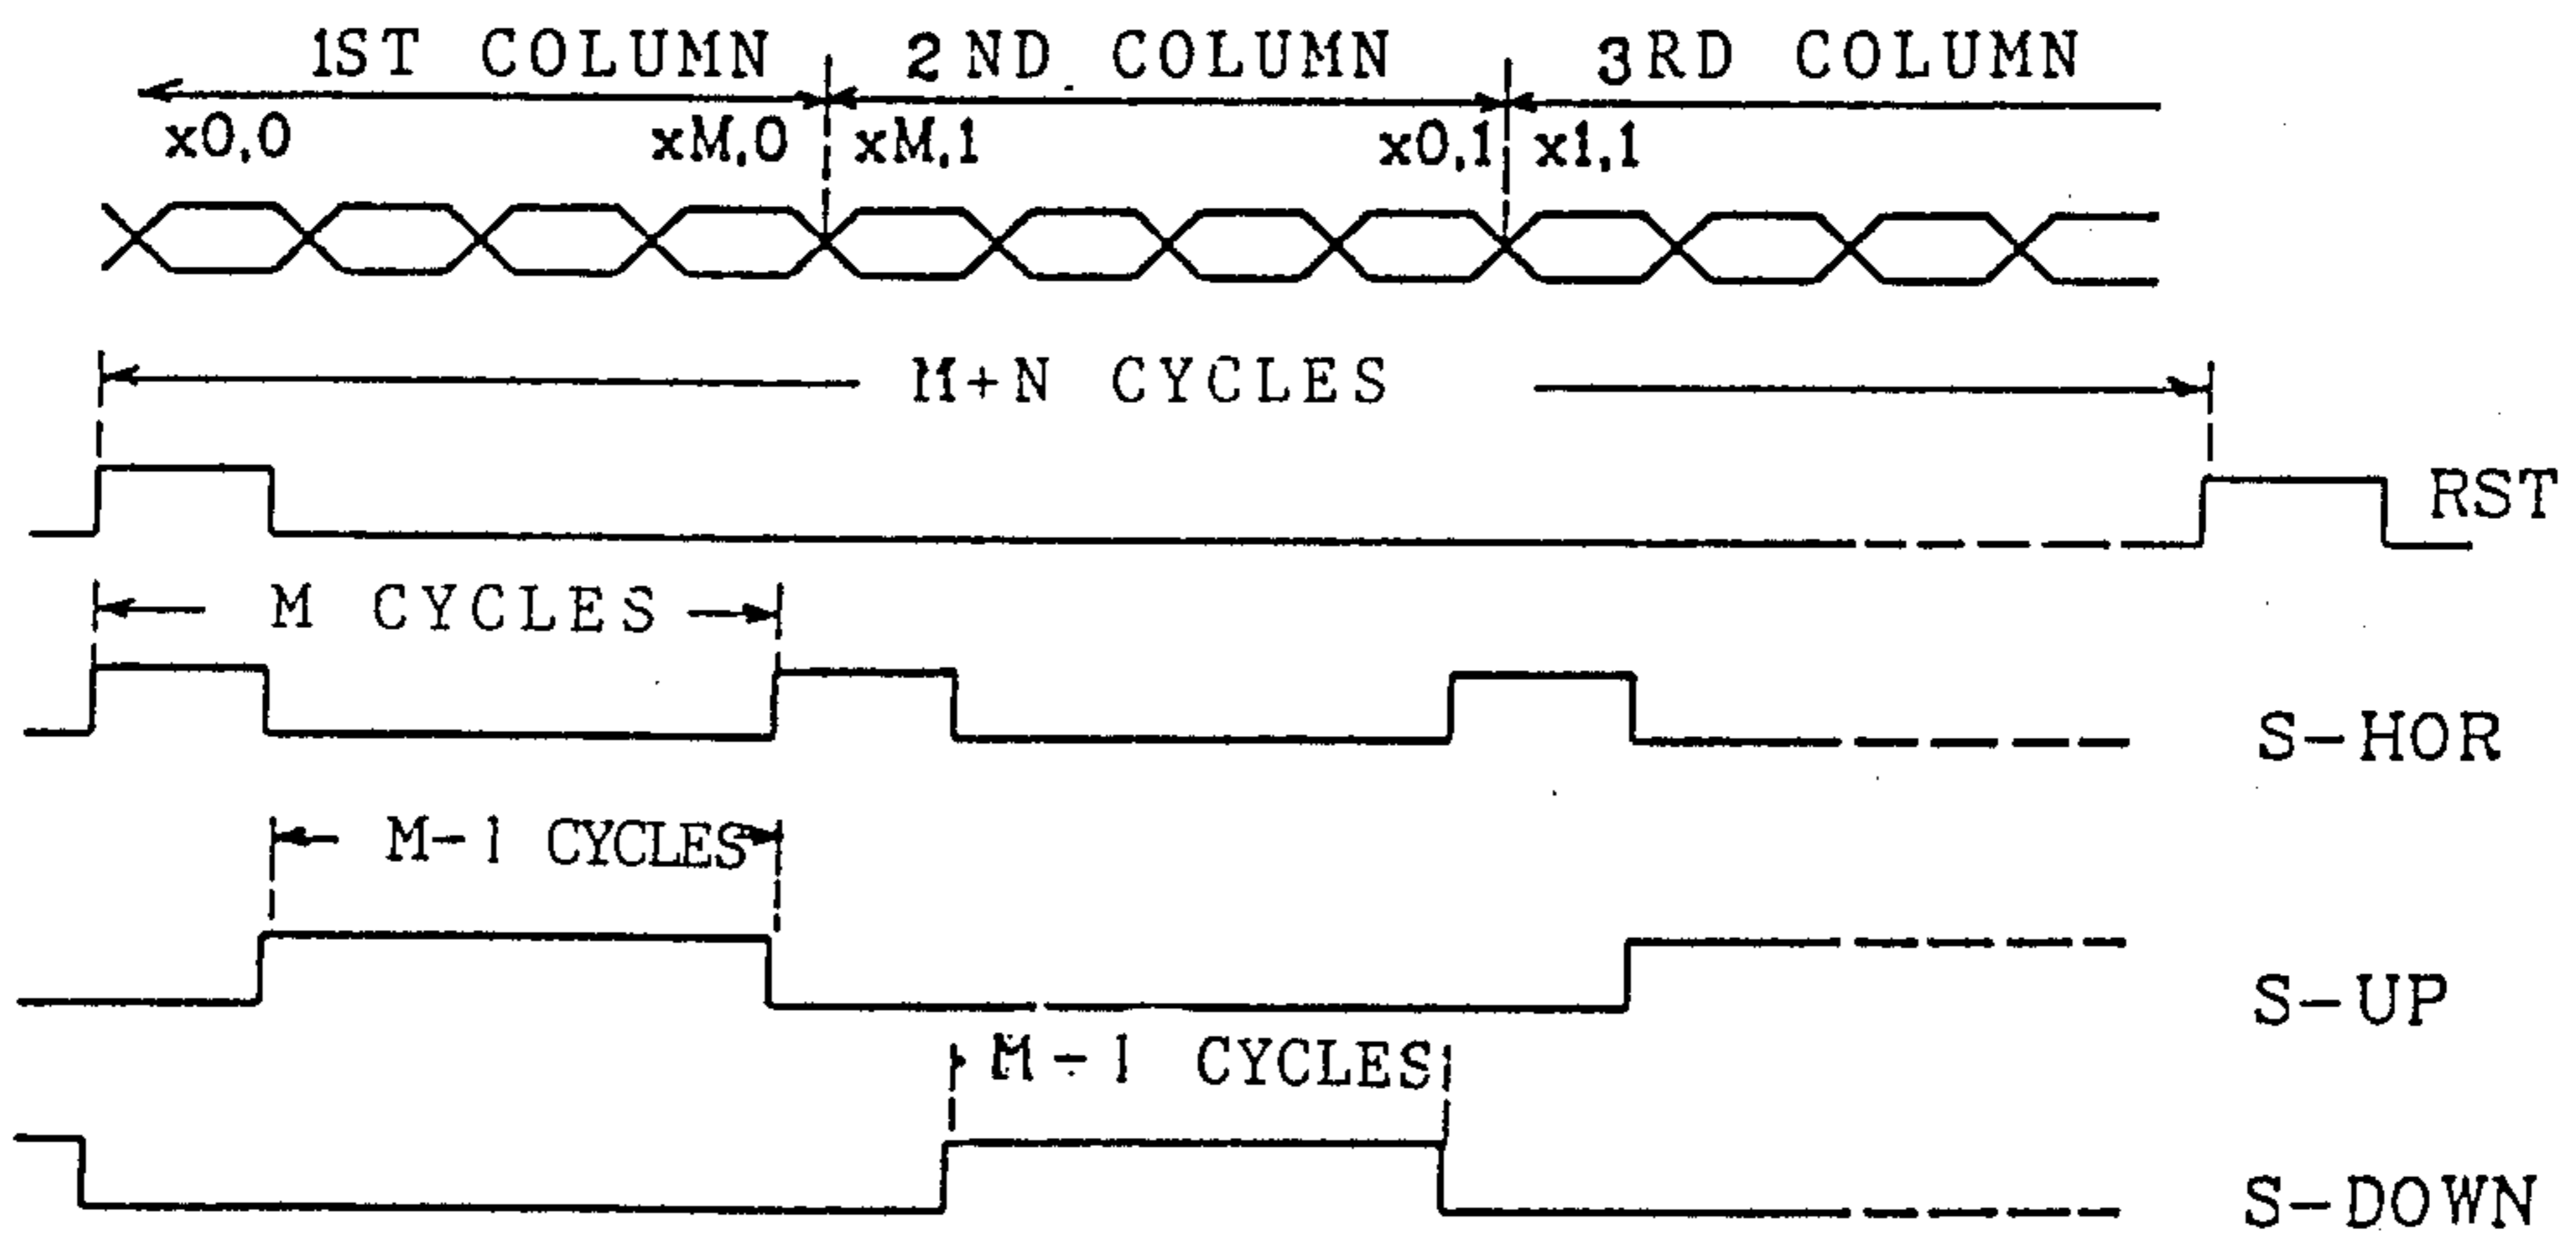 1ST COLUMN 2ND COLUMN 3RD COLUMN
x0,0 xM,0 xM,1 x0,1 x1,1
M+N CYCLES
RST
M CYCLES
S-HOR
M-1 CYCLES
S-UP
M-1 CYCLES
S-DOWN